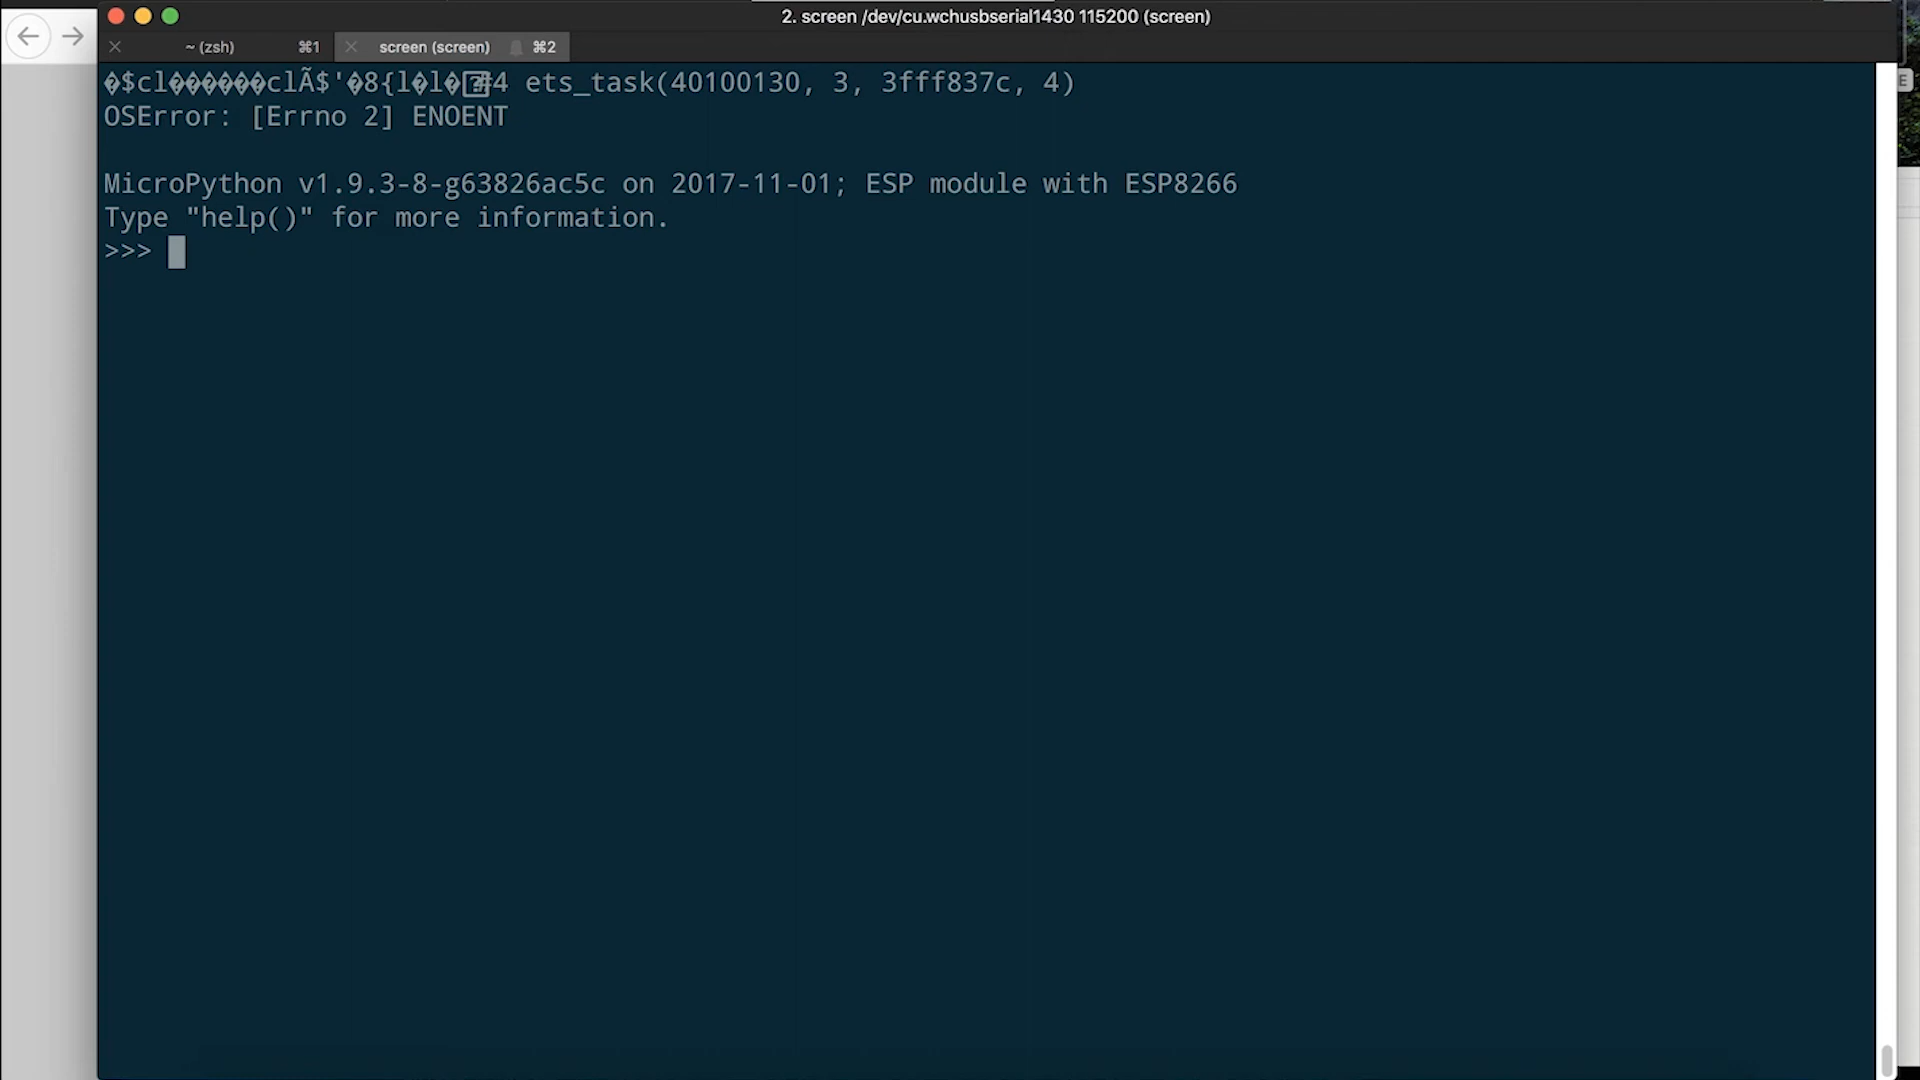 2. screen /dev/cu.wchusbserial1430 115200 (screen)
~ (zsh) ⌘1 screen (screen) ⌘2
�$cl������clÃ$'�8{l�l�⍰#4 ets_task(40100130, 3, 3fff837c, 4)
OSError: [Errno 2] ENOENT
MicroPython v1.9.3-8-g63826ac5c on 2017-11-01; ESP module with ESP8266
Type "help()" for more information.
>>>
E